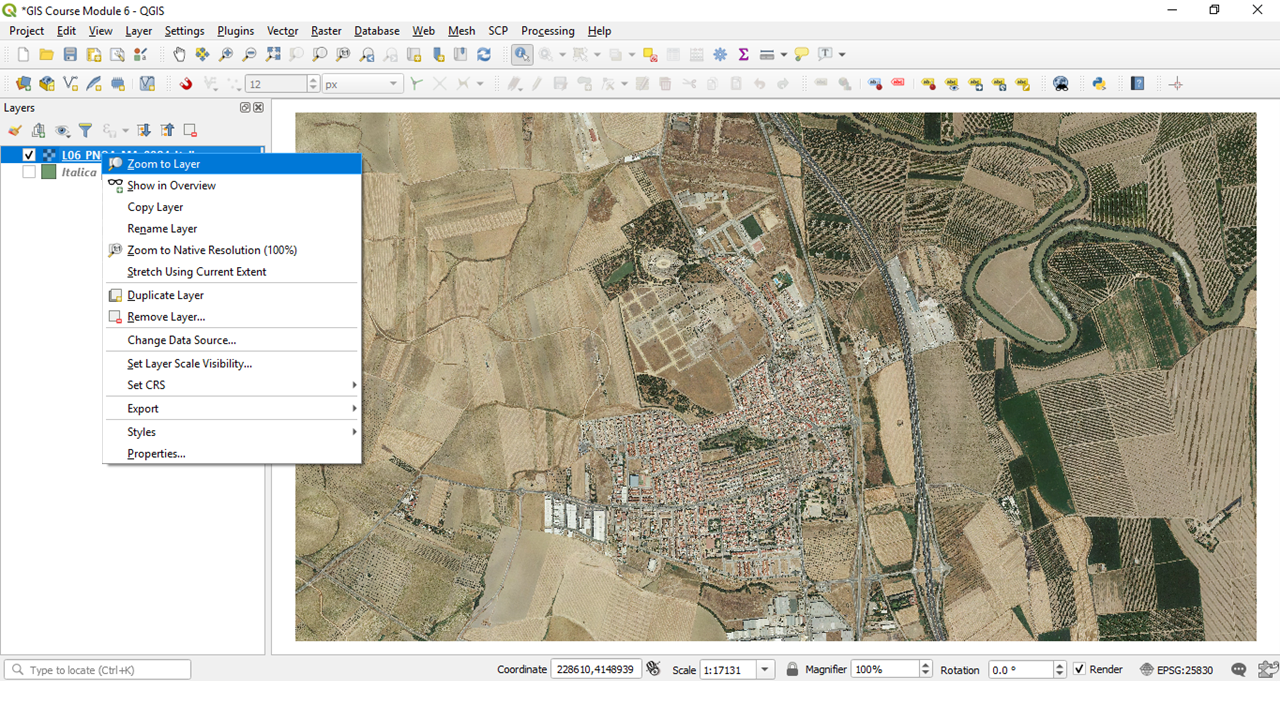 *GIS Course Module 6 - QGIS
Project Edit View Layer Settings Plugins Vector Raster Database Web Mesh SCP Processing Help
12 px
Layers
Italica
Zoom to Layer
Show in Overview
Copy Layer
Rename Layer
Zoom to Native Resolution (100%)
Stretch Using Current Extent
Duplicate Layer
Remove Layer...
Change Data Source...
Set Layer Scale Visibility...
Set CRS
Export
Styles
Properties...
Type to locate (Ctrl+K) Coordinate 228610,4148939 Scale 1:17131 Magnifier 100% Rotation 0.0 ° Render EPSG:25830